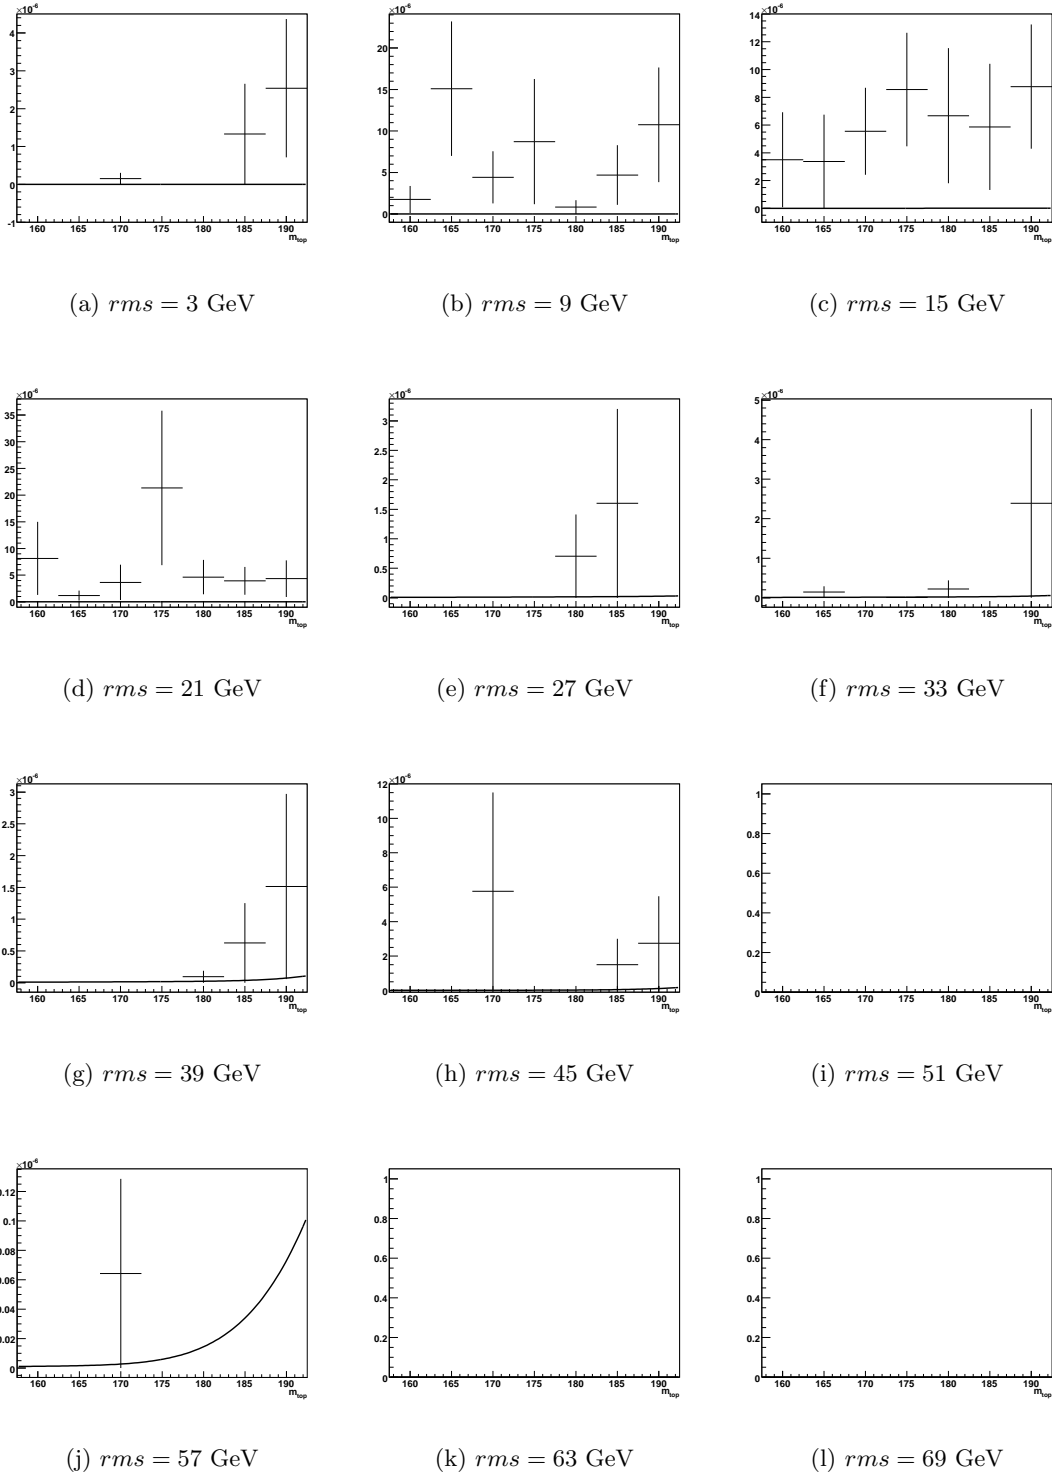 ×10⁻⁶ ×10⁻⁶ ×10⁻⁶
4 3 2 1 0 -1
160 165 170 175 180 185 190
m_top
20 15 10 5 0
160 165 170 175 180 185 190
m_top
14 12 10 8 6 4 2 0
160 165 170 175 180 185 190
m_top
(a) rms = 3 GeV (b) rms = 9 GeV (c) rms = 15 GeV
×10⁻⁶ ×10⁻⁶ ×10⁻⁶
35 30 25 20 15 10 5 0
160 165 170 175 180 185 190
m_top
3 2.5 2 1.5 1 0.5 0
160 165 170 175 180 185 190
m_top
5 4 3 2 1 0
160 165 170 175 180 185 190
m_top
(d) rms = 21 GeV (e) rms = 27 GeV (f) rms = 33 GeV
×10⁻⁶ ×10⁻⁶
3 2.5 2 1.5 1 0.5 0
160 165 170 175 180 185 190
m_top
12 10 8 6 4 2 0
160 165 170 175 180 185 190
m_top
1 0.8 0.6 0.4 0.2 0
160 165 170 175 180 185 190
m_top
(g) rms = 39 GeV (h) rms = 45 GeV (i) rms = 51 GeV
×10⁻⁶
0.12 0.1 0.08 0.06 0.04 0.02 0
160 165 170 175 180 185 190
m_top
1 0.8 0.6 0.4 0.2 0
160 165 170 175 180 185 190
m_top
1 0.8 0.6 0.4 0.2 0
160 165 170 175 180 185 190
m_top
(j) rms = 57 GeV (k) rms = 63 GeV (l) rms = 69 GeV